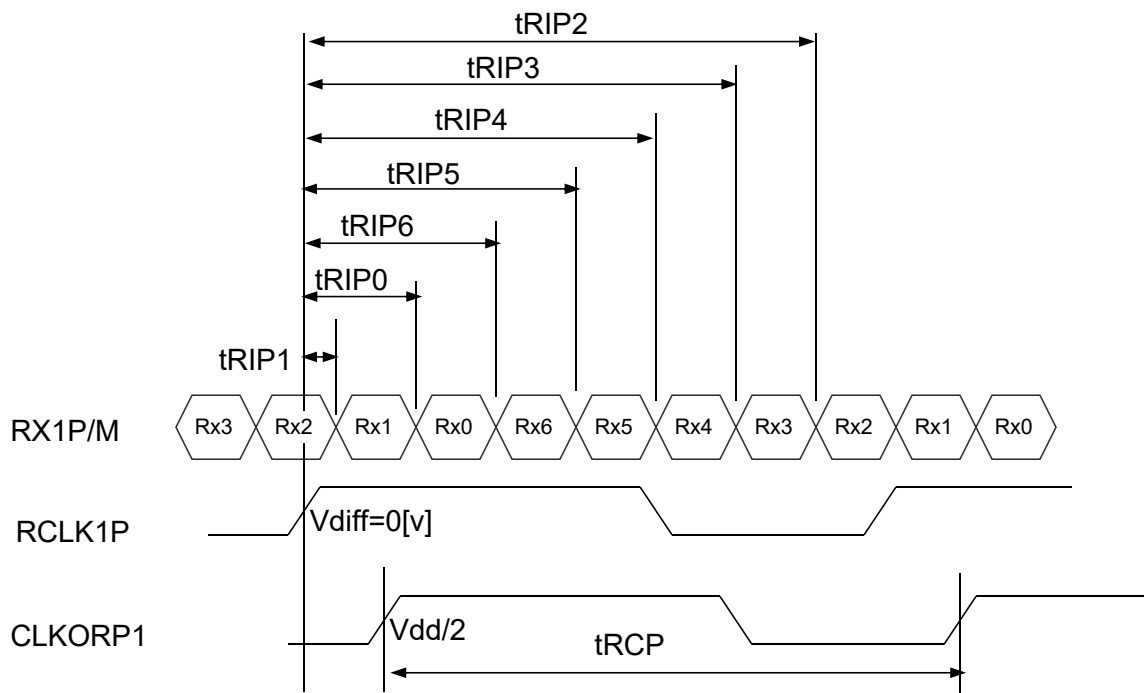 tRIP2
tRIP3
tRIP4
tRIP5
tRIP6
tRIP0
tRIP1
RX1P/M Rx3 Rx2 Rx1 Rx0 Rx6 Rx5 Rx4 Rx3 Rx2 Rx1 Rx0
RCLK1P Vdiff=0[v]
CLKORP1 Vdd/2 tRCP